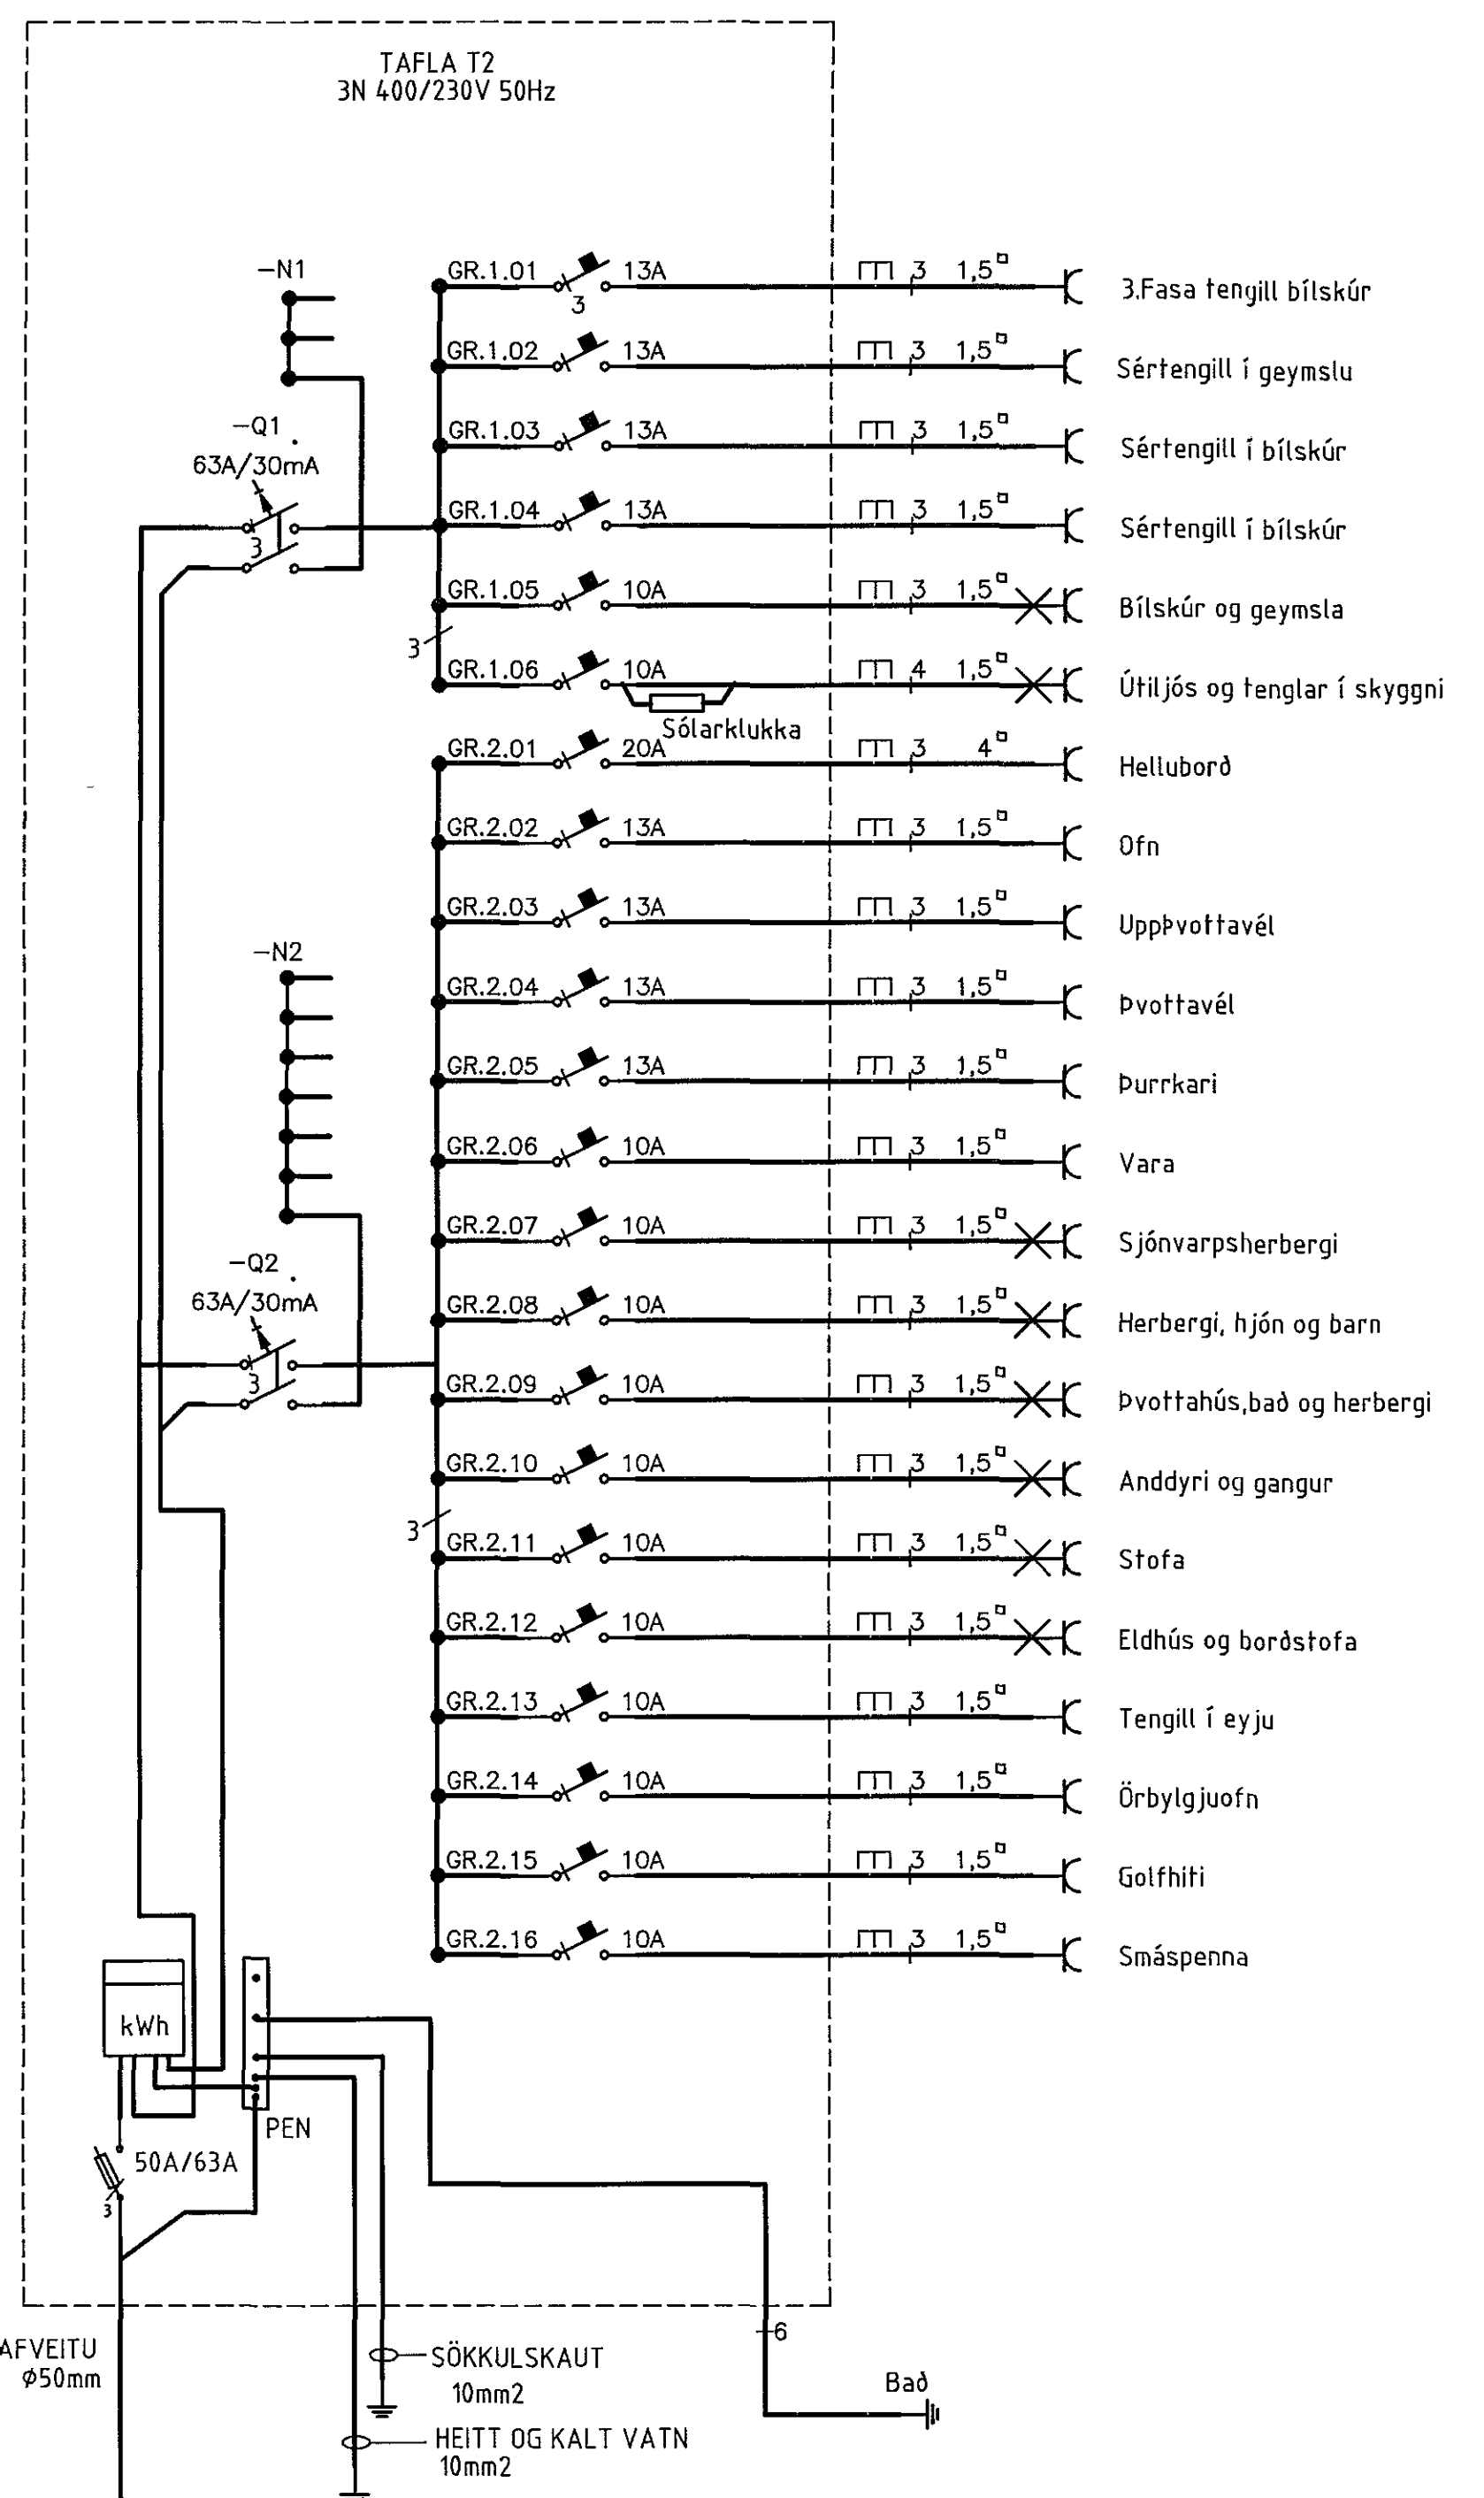 TAFLA T2
3N 400/230V 50Hz
-N1
-Q1
63A/30mA
3
GR.1.01 13A 3 3 1,5 3.Fasa tengill bílskúr
GR.1.02 13A 3 1,5 Sértengill í geymslu
GR.1.03 13A 3 1,5 Sértengill í bílskúr
GR.1.04 13A 3 1,5 Sértengill í bílskúr
GR.1.05 10A 3 1,5 Bílskúr og geymsla
3
GR.1.06 10A 4 1,5 Útiljós og tenglar í skyggni
Sólarklukka
GR.2.01 20A 3 4 Helluborð
GR.2.02 13A 3 1,5 Ofn
GR.2.03 13A 3 1,5 UppÞvottavél
-N2
GR.2.04 13A 3 1,5 Þvottavél
GR.2.05 13A 3 1,5 Þurrkari
GR.2.06 10A 3 1,5 Vara
GR.2.07 10A 3 1,5 Sjónvarpsherbergi
-Q2
63A/30mA
3
GR.2.08 10A 3 1,5 Herbergi, hjón og barn
GR.2.09 10A 3 1,5 Þvottahús,bað og herbergi
GR.2.10 10A 3 1,5 Anddyri og gangur
3
GR.2.11 10A 3 1,5 Stofa
GR.2.12 10A 3 1,5 Eldhús og borðstofa
GR.2.13 10A 3 1,5 Tengill í eyju
GR.2.14 10A 3 1,5 Örbylgjuofn
GR.2.15 10A 3 1,5 Golfhiti
GR.2.16 10A 3 1,5 Smáspenna
kWh
PEN
50A/63A
3
6
AFVEITU
ø50mm
SÖKKULSKAUT
10mm2
Bað
HEITT OG KALT VATN
10mm2